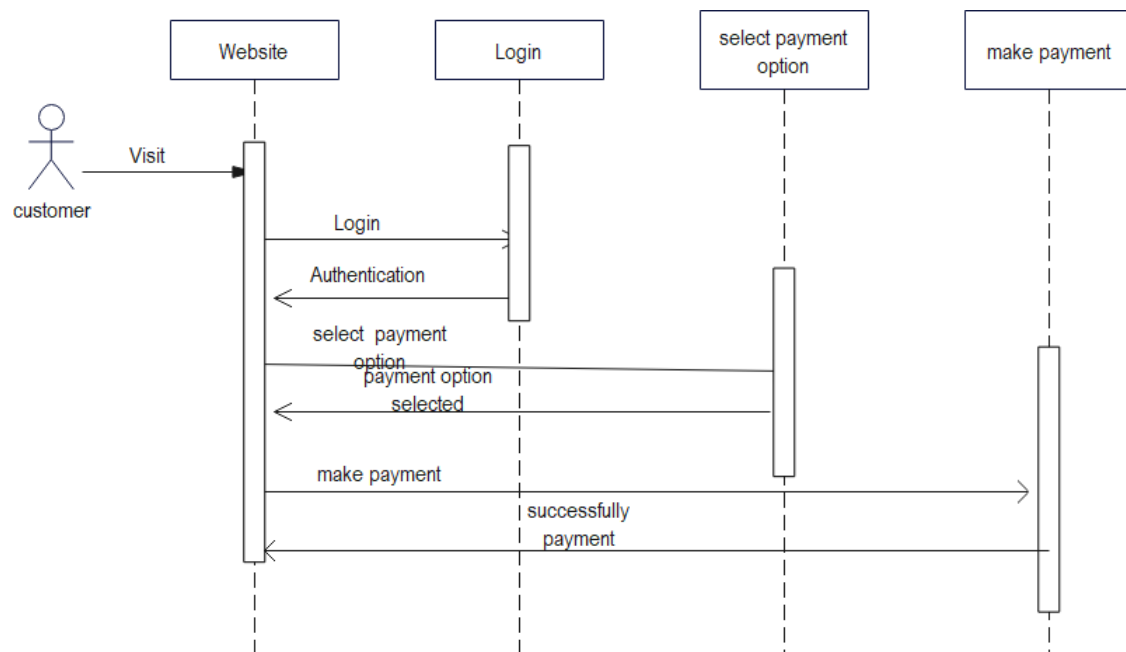 Website
Login
select payment
option
make payment
Visit
customer
Login
Authentication
select payment
option
payment option
selected
make payment
successfully
payment